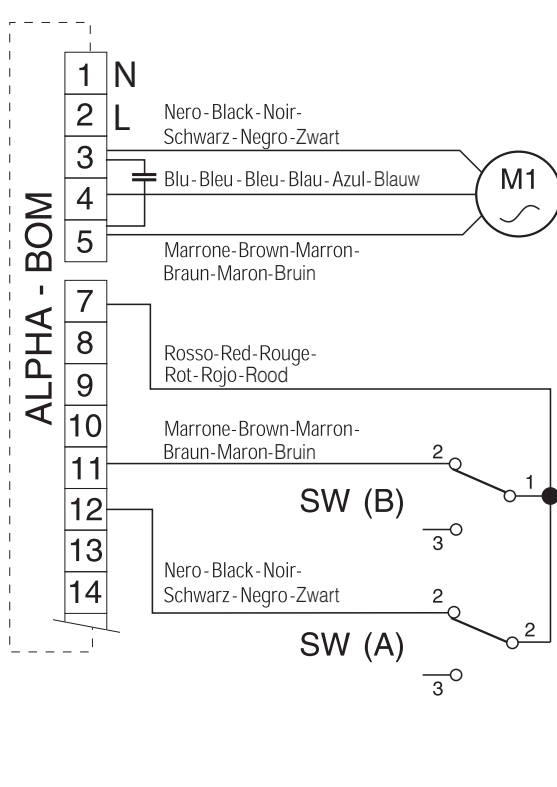 1 N
2 L
Nero-Black-Noir-
Schwarz-Negro-Zwart
3
M1
Blu-Bleu-Bleu-Blau-Azul-Blauw
4
5
Marrone-Brown-Marron-
Braun-Maron-Bruin
ALPHA - BOM
7
8
Rosso-Red-Rouge-
Rot-Rojo-Rood
9
10
Marrone-Brown-Marron-
Braun-Maron-Bruin
2
11
1
SW (B)
12
3
13
Nero-Black-Noir-
Schwarz-Negro-Zwart
14
2
2
SW (A)
3